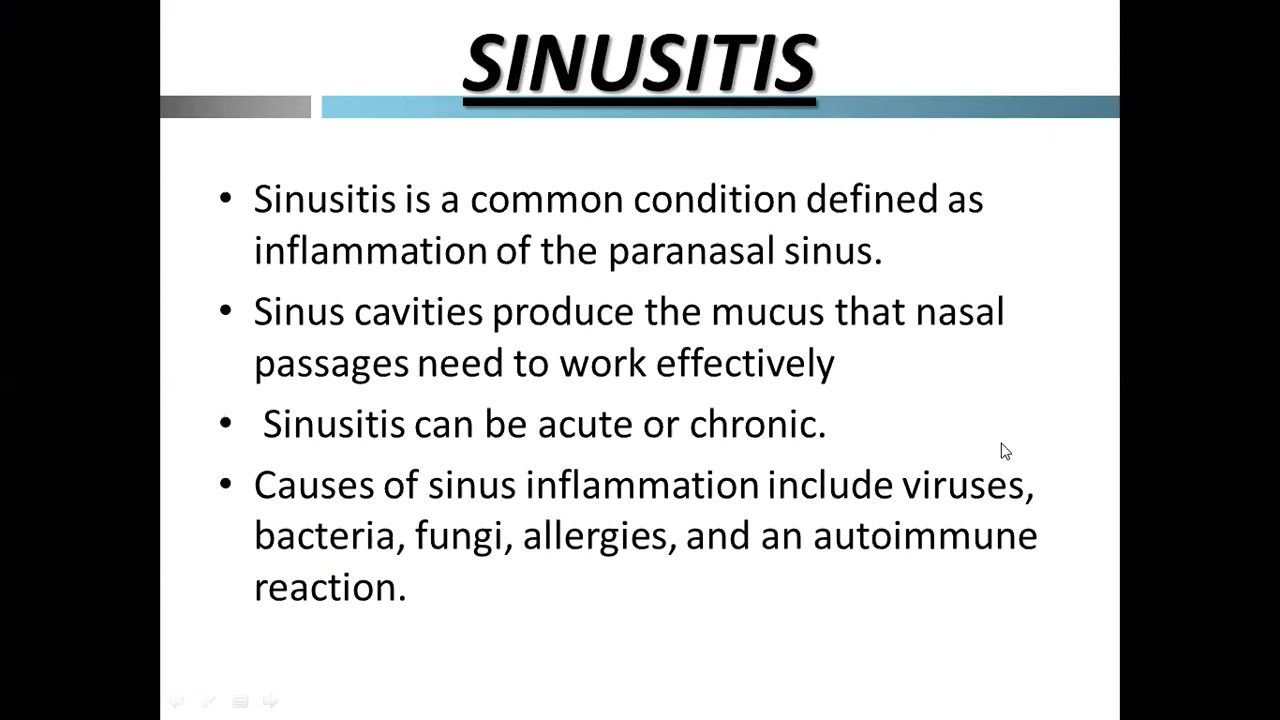 SINUSITIS
• Sinusitis is a common condition defined as
inflammation of the paranasal sinus.
• Sinus cavities produce the mucus that nasal
passages need to work effectively
• Sinusitis can be acute or chronic.
• Causes of sinus inflammation include viruses,
bacteria, fungi, allergies, and an autoimmune
reaction.